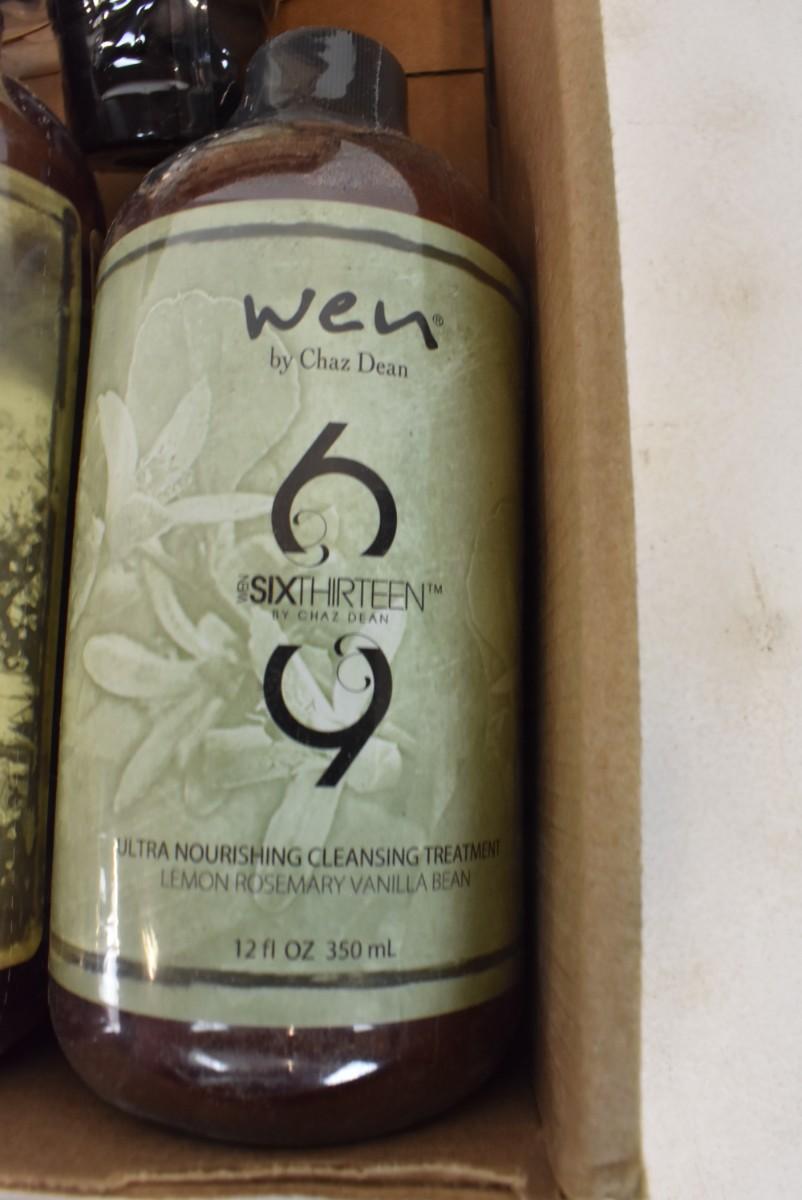 wen®
by Chaz Dean
6
WEN SIXTHIRTEEN™
BY CHAZ DEAN
9
ULTRA NOURISHING CLEANSING TREATMENT
LEMON ROSEMARY VANILLA BEAN
12 fl OZ 350 mL